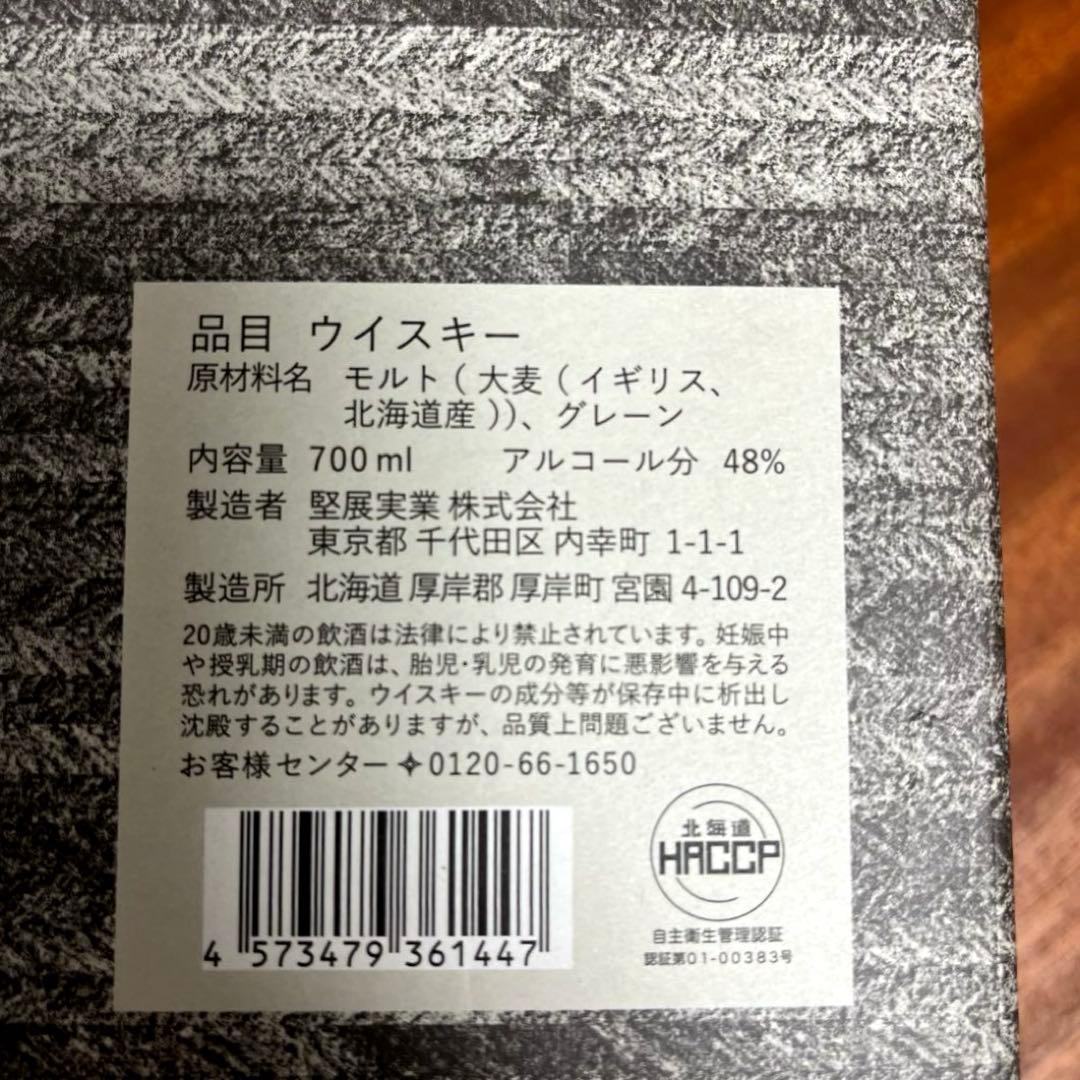 品目 ウイスキー
原材料名 モルト（大麦（イギリス、
北海道産））、グレーン
内容量 700ml アルコール分 48%
製造者 堅展実業 株式会社
東京都 千代田区 内幸町 1-1-1
製造所 北海道 厚岸郡 厚岸町 宮園 4-109-2
20歳未満の飲酒は法律により禁止されています。妊娠中
や授乳期の飲酒は、胎児・乳児の発育に悪影響を与える
恐れがあります。ウイスキーの成分等が保存中に析出し
沈殿することがありますが、品質上問題ございません。
お客様センター✧0120-66-1650
4 573479 361447
北海道
HACCP
自主衛生管理認証
認証第01-00383号